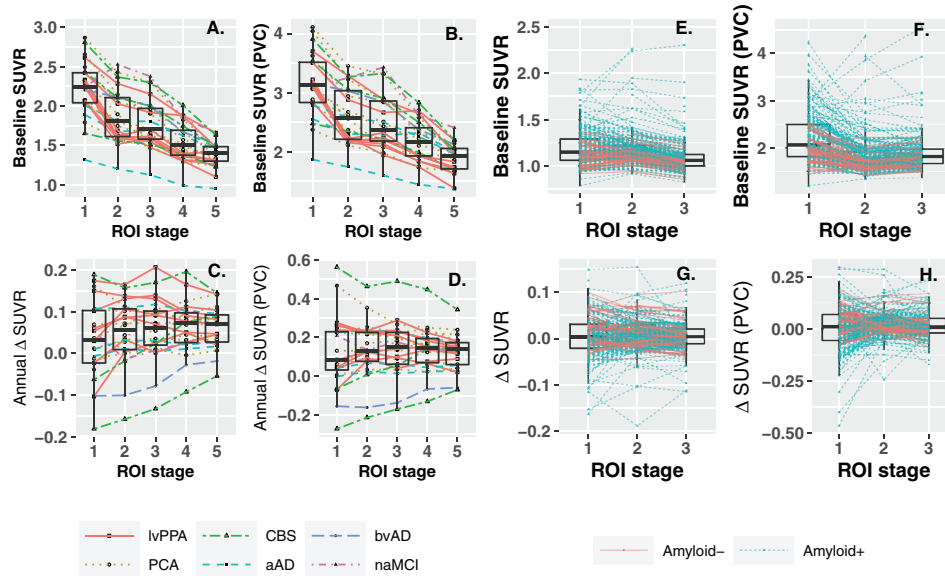 A.
Baseline SUVR
3.0
2.5
2.0
1.5
1.0
1 2 3 4 5
ROI stage
B.
Baseline SUVR (PVC)
4
3
2
1 2 3 4 5
ROI stage
E.
Baseline SUVR
2.5
2.0
1.5
1.0
1 2 3
ROI stage
F.
Baseline SUVR (PVC)
4
3
2
1 2 3
ROI stage
C.
Annual Δ SUVR
0.2
0.1
0.0
−0.1
−0.2
1 2 3 4 5
ROI stage
D.
Annual Δ SUVR (PVC)
0.6
0.4
0.2
0.0
−0.2
1 2 3 4 5
ROI stage
G.
Δ SUVR
0.1
0.0
−0.1
−0.2
1 2 3
ROI stage
H.
Δ SUVR (PVC)
0.25
0.00
−0.25
−0.50
1 2 3
ROI stage
lvPPA CBS bvAD
PCA aAD naMCI
Amyloid− Amyloid+